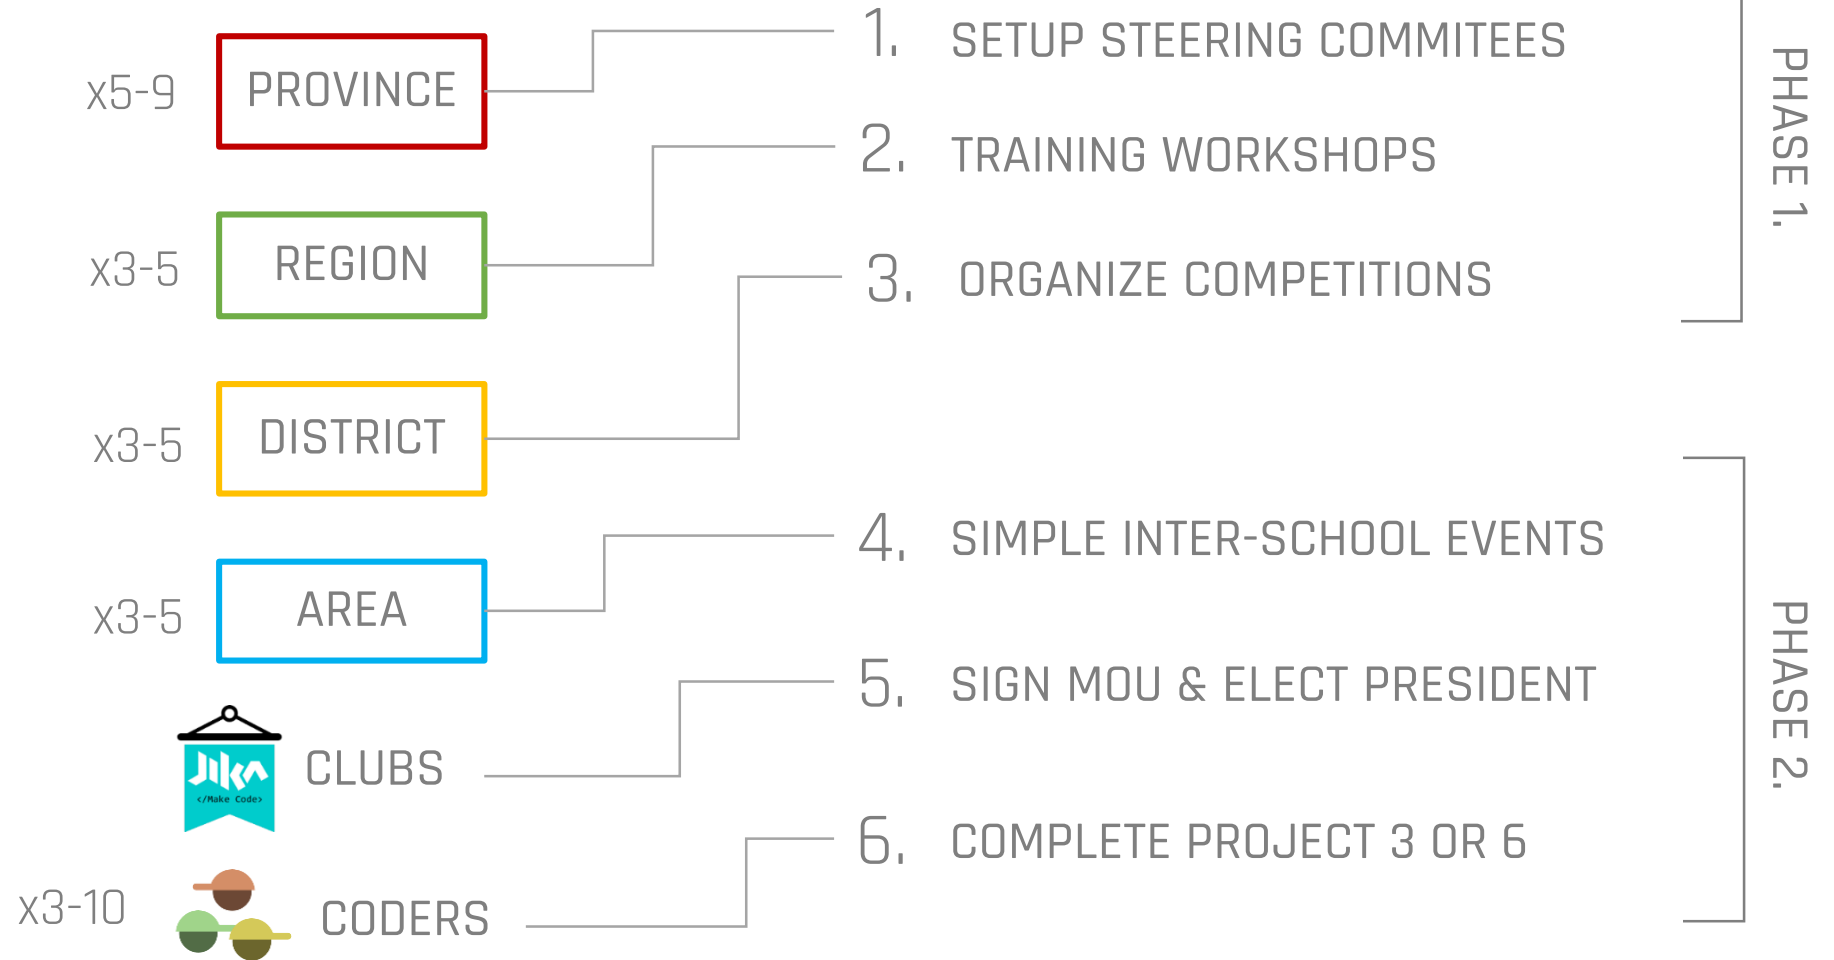 x5-9 PROVINCE 1. SETUP STEERING COMMITEES
x3-5 REGION 2. TRAINING WORKSHOPS
x3-5 DISTRICT 3. ORGANIZE COMPETITIONS
PHASE 1.
x3-5 AREA 4. SIMPLE INTER-SCHOOL EVENTS
Jika
</Make Code>
CLUBS 5. SIGN MOU & ELECT PRESIDENT
x3-10 CODERS 6. COMPLETE PROJECT 3 OR 6
PHASE 2.